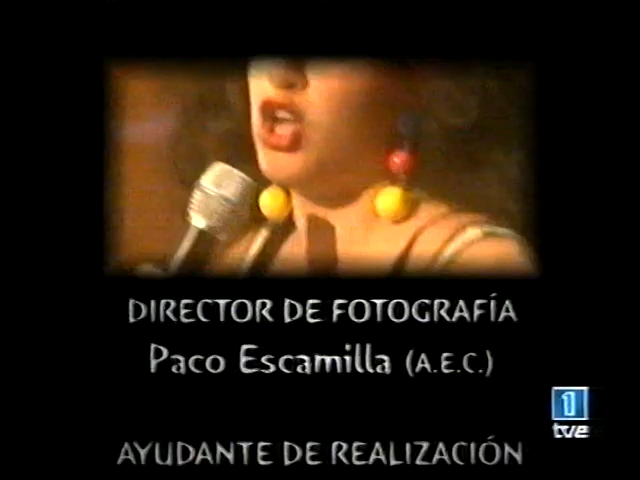 DIRECTOR DE FOTOGRAFÍA
Paco Escamilla (A.E.C.)
1
tve
AYUDANTE DE REALIZACIÓN